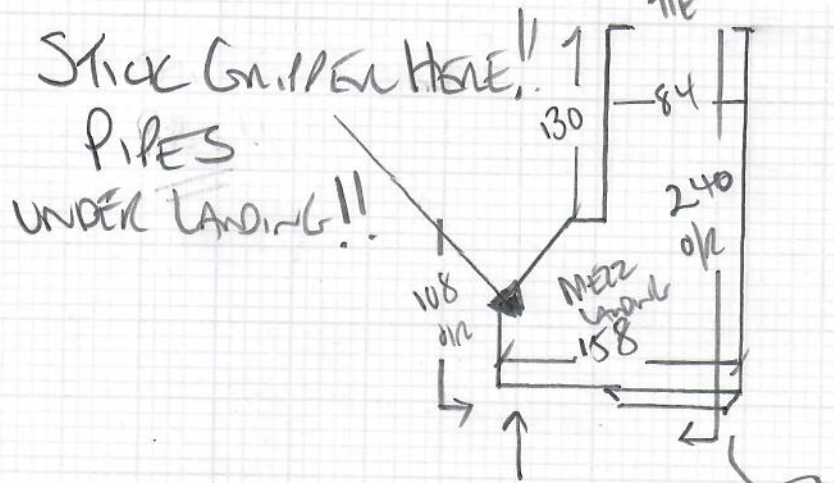 STICK GRIPPER HERE!!
PIPES
UNDER LANDING!!
130
84
240
O/R
108
O/R
MEZZ
LANDING
158